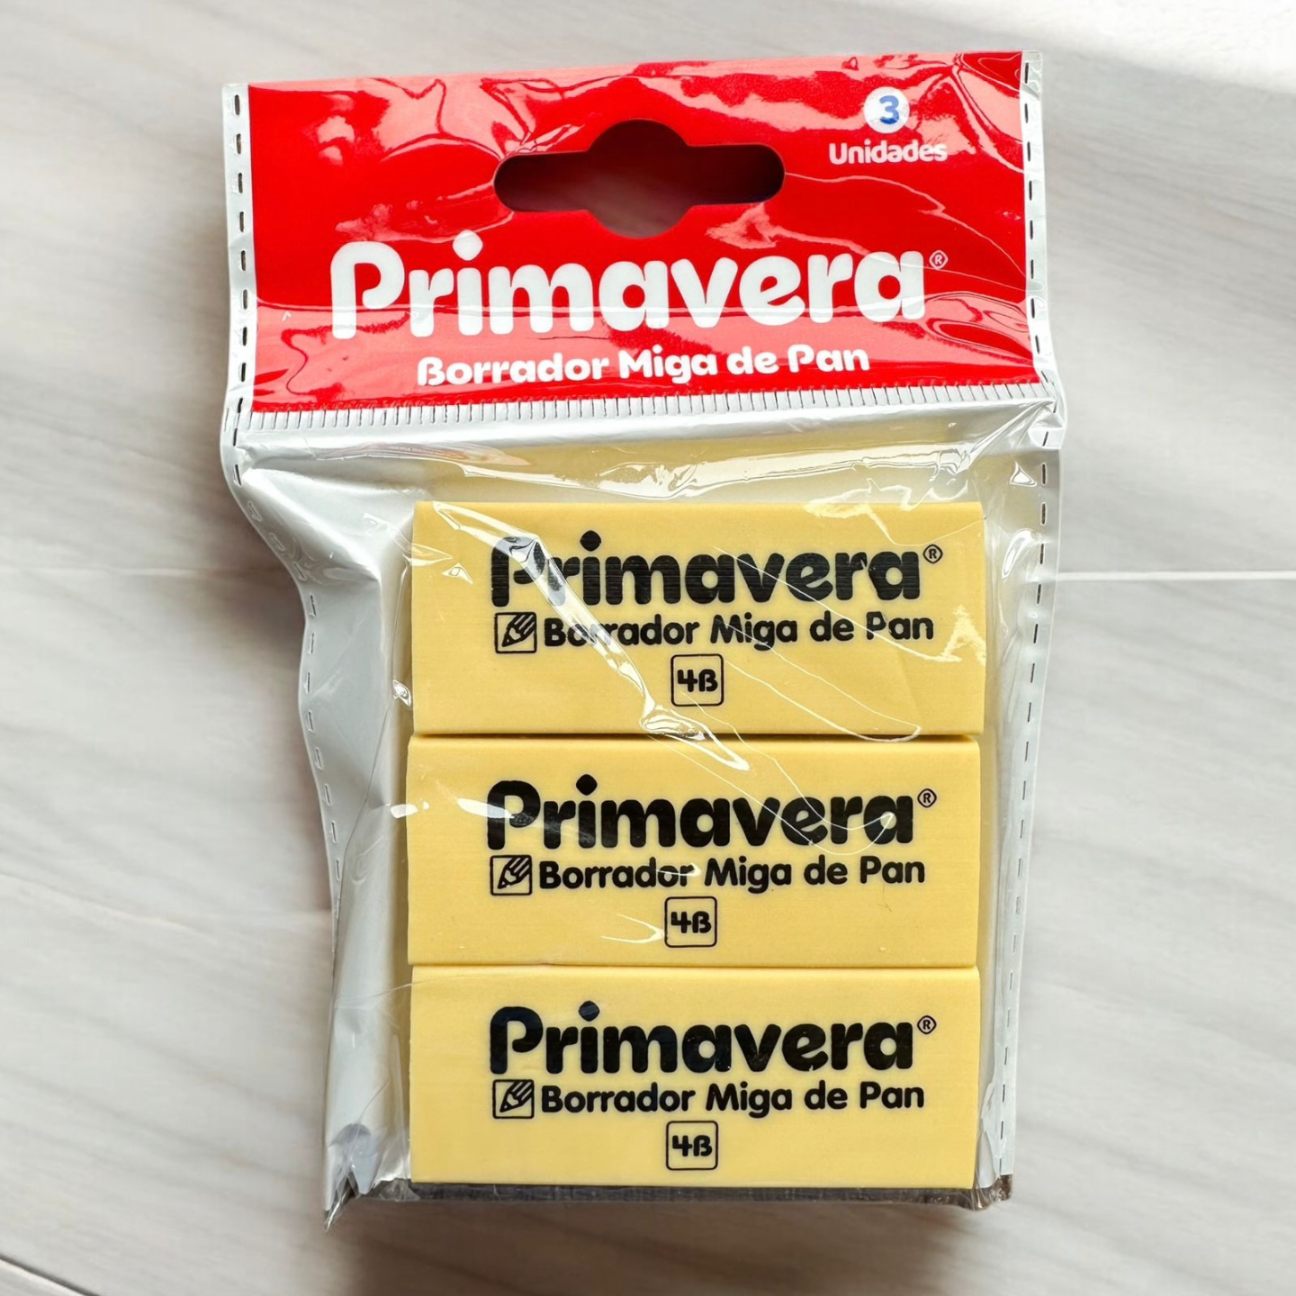 3
Unidades
Primavera®
Borrador Miga de Pan
Primavera®
Borrador Miga de Pan
4B
Primavera®
Borrador Miga de Pan
4B
Primavera®
Borrador Miga de Pan
4B